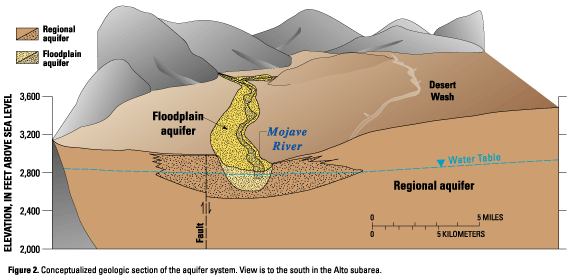 Regional
aquifer
Floodplain
aquifer
ELEVATION, IN FEET ABOVE SEA LEVEL
3,600
3,200
2,800
2,400
2,000
Desert
Wash
Floodplain
aquifer
Mojave
River
Water Table
Regional aquifer
Fault
0 5 MILES
0 5 KILOMETERS
Figure 2. Conceptualized geologic section of the aquifer system. View is to the south in the Alto subarea.